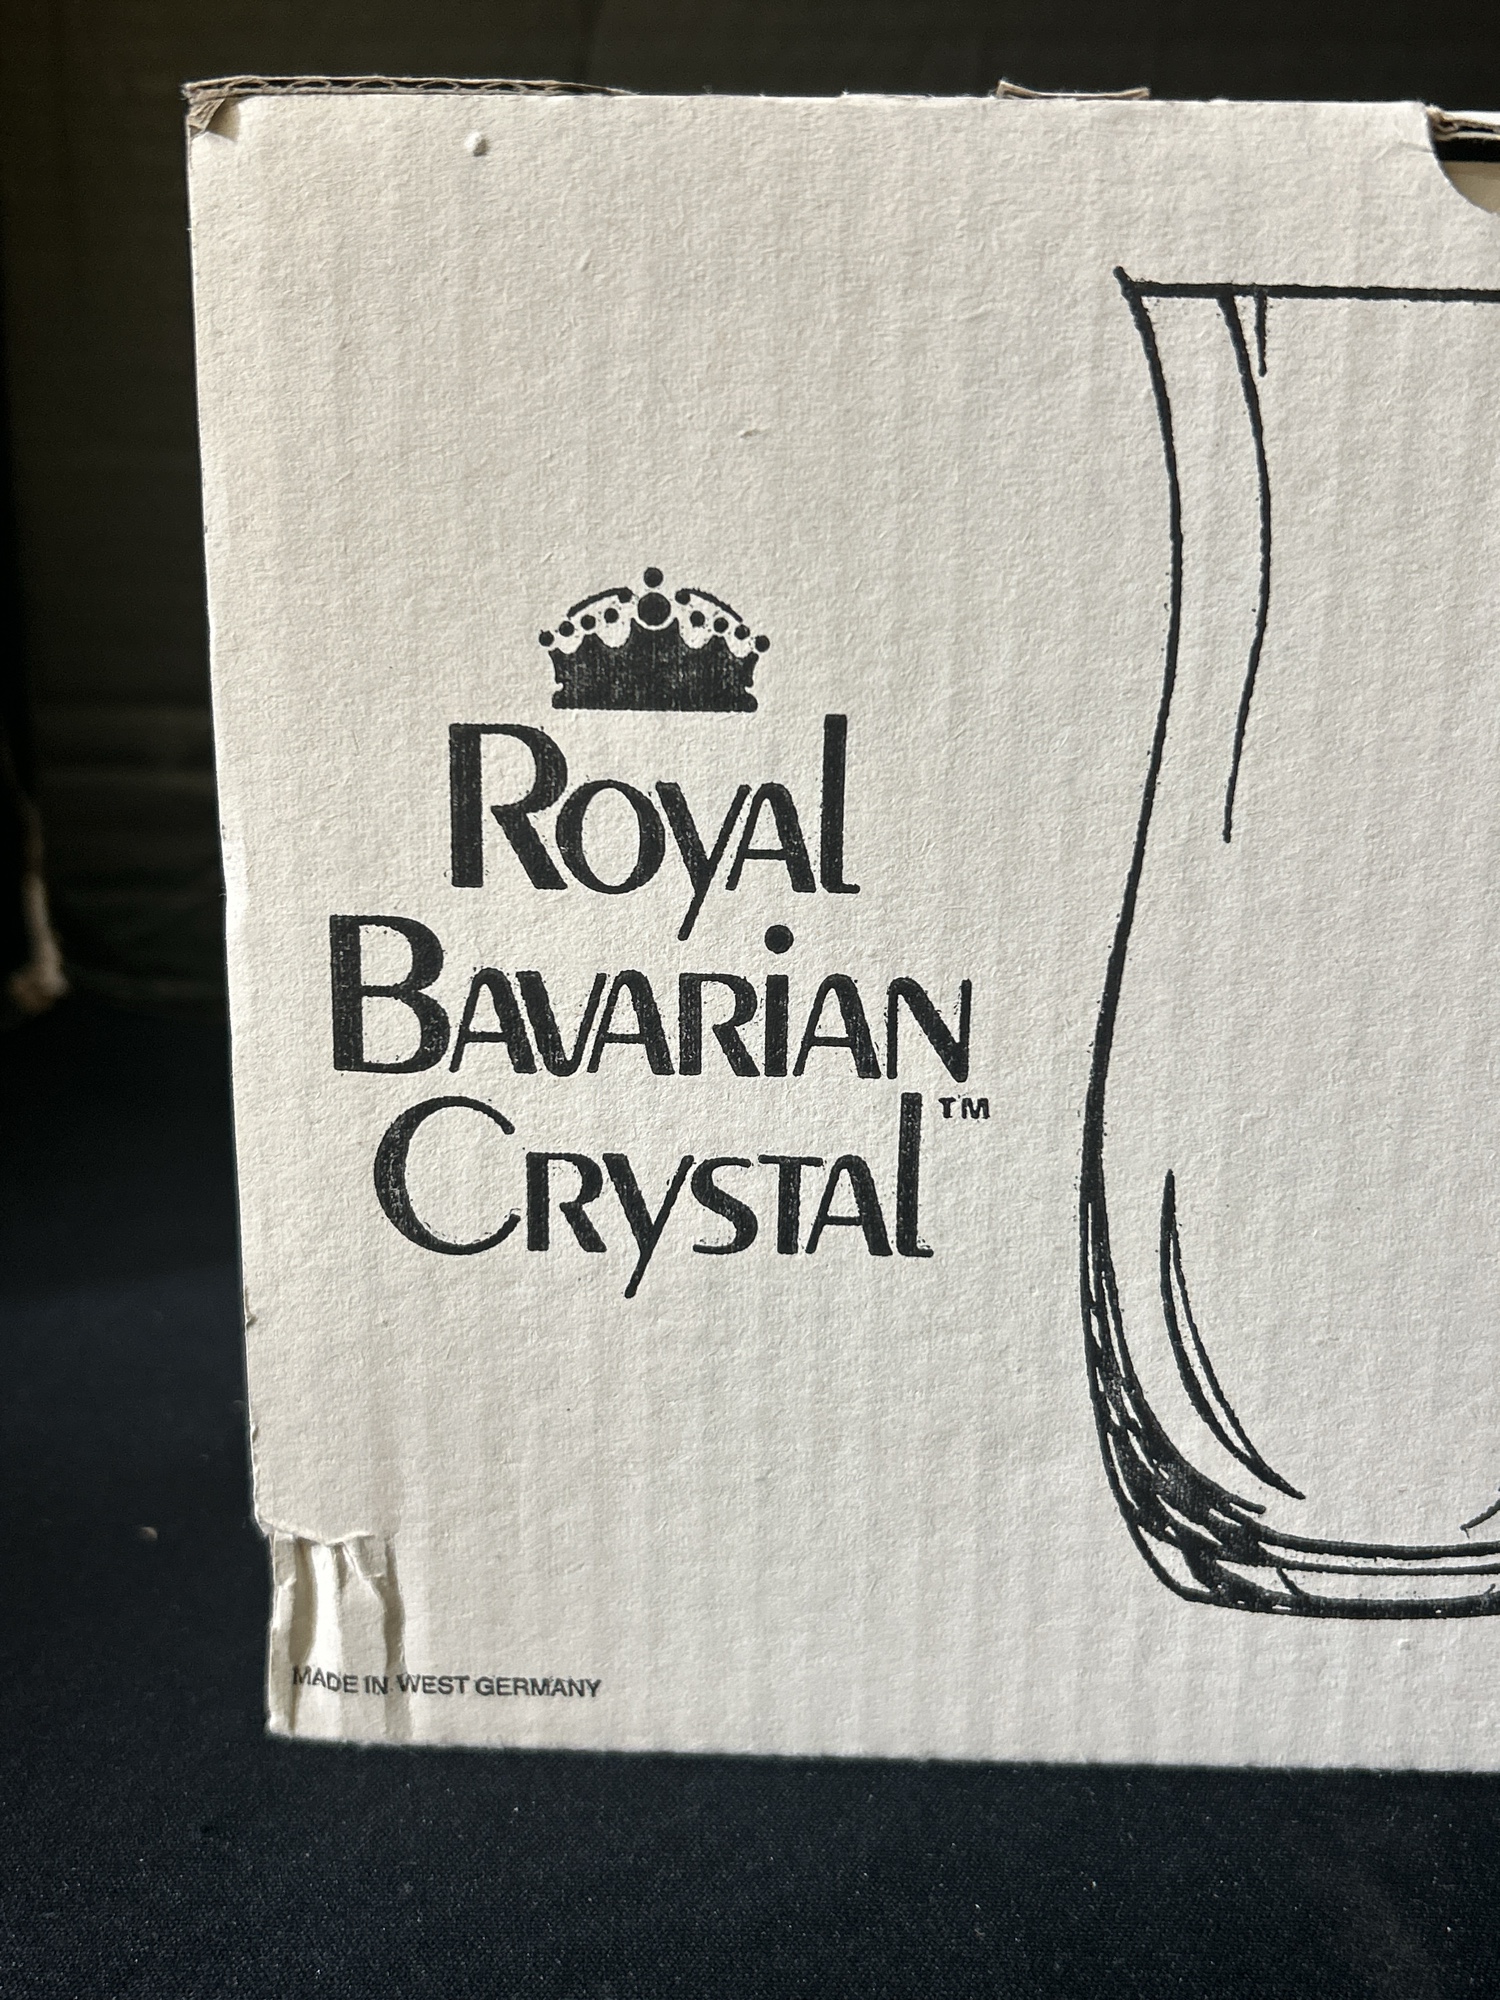 Royal
Bavarian
Crystal™
MADE IN WEST GERMANY